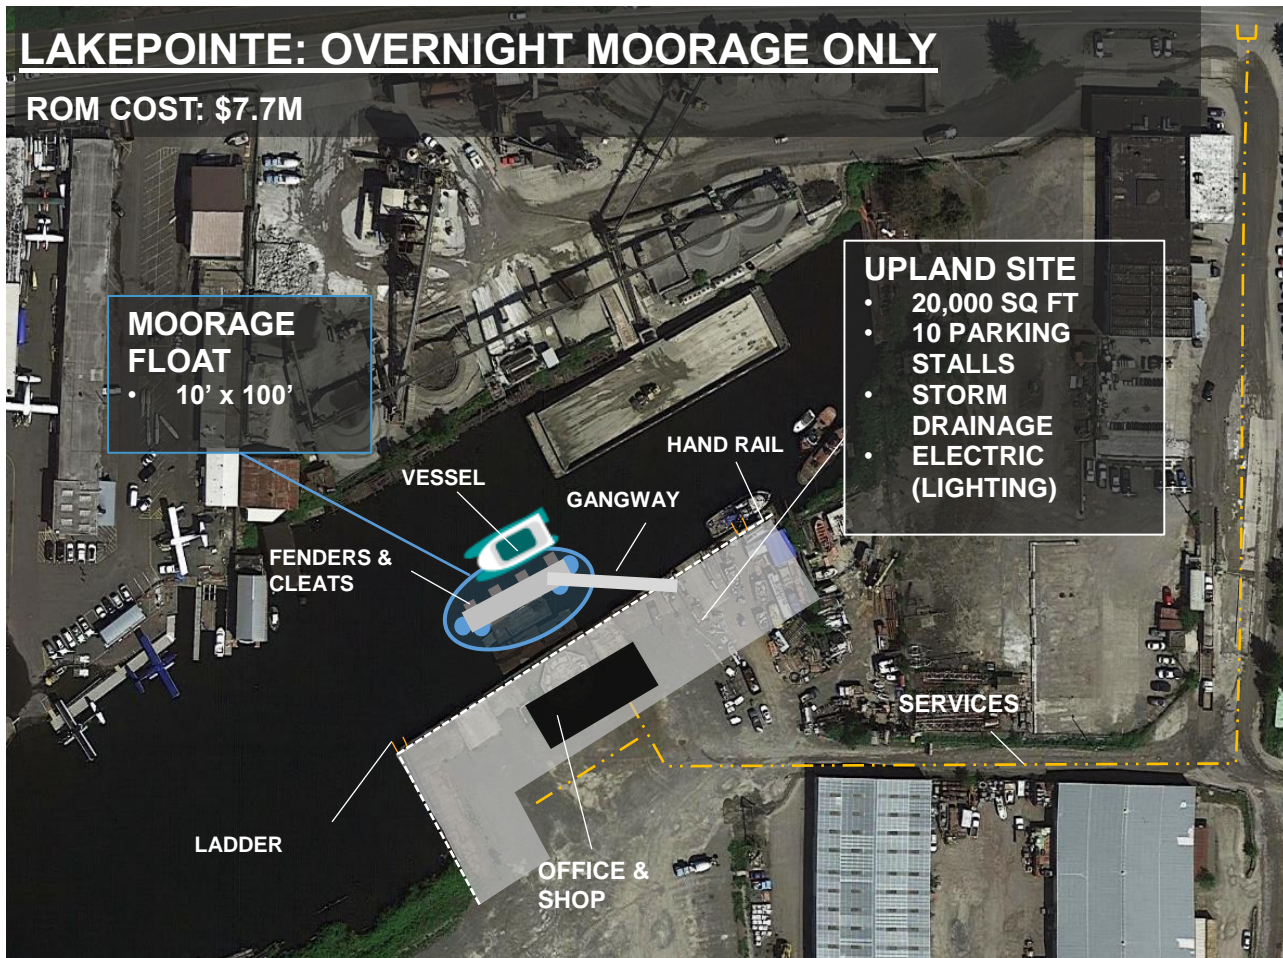 LAKEPOINTE: OVERNIGHT MOORAGE ONLY
ROM COST: $7.7M
UPLAND SITE
• 20,000 SQ FT
• 10 PARKING
STALLS
• STORM
DRAINAGE
• ELECTRIC
(LIGHTING)
MOORAGE
FLOAT
• 10’ x 100’
HAND RAIL
VESSEL
GANGWAY
FENDERS &
CLEATS
SERVICES
LADDER
OFFICE &
SHOP